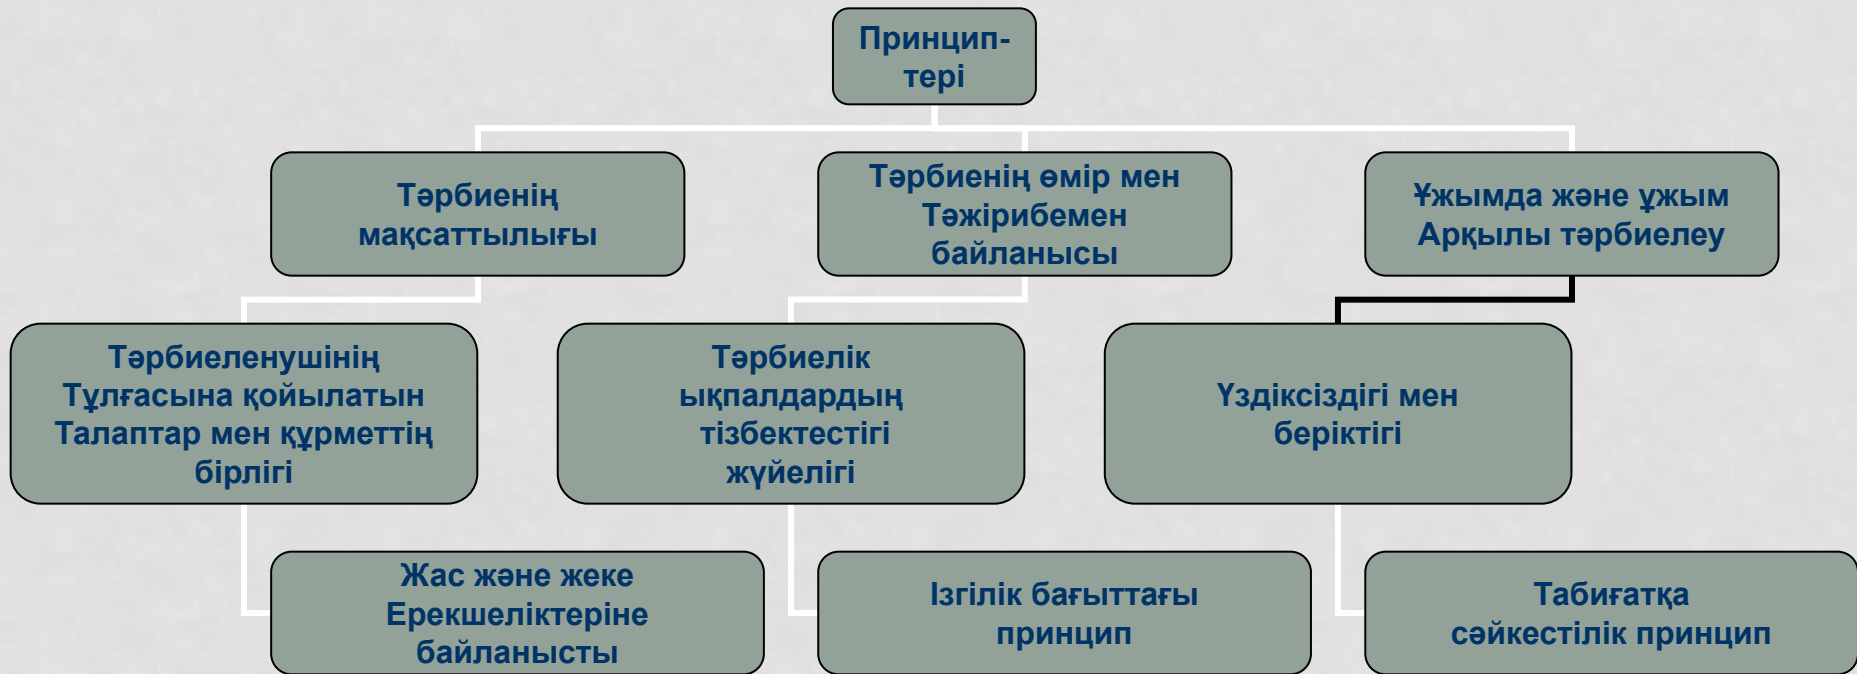 Принцип-
тері
Тәрбиенің
мақсаттылығы
Тәрбиенің өмір мен
Тәжірибемен
байланысы
Ұжымда және ұжым
Арқылы тәрбиелеу
Тәрбиеленушінің
Тұлғасына қойылатын
Талаптар мен құрметтің
бірлігі
Тәрбиелік
ықпалдардың
тізбектестігі
жүйелігі
Үздіксіздігі мен
беріктігі
Жас және жеке
Ерекшеліктеріне
байланысты
Ізгілік бағыттағы
принцип
Табиғатқа
сәйкестілік принцип